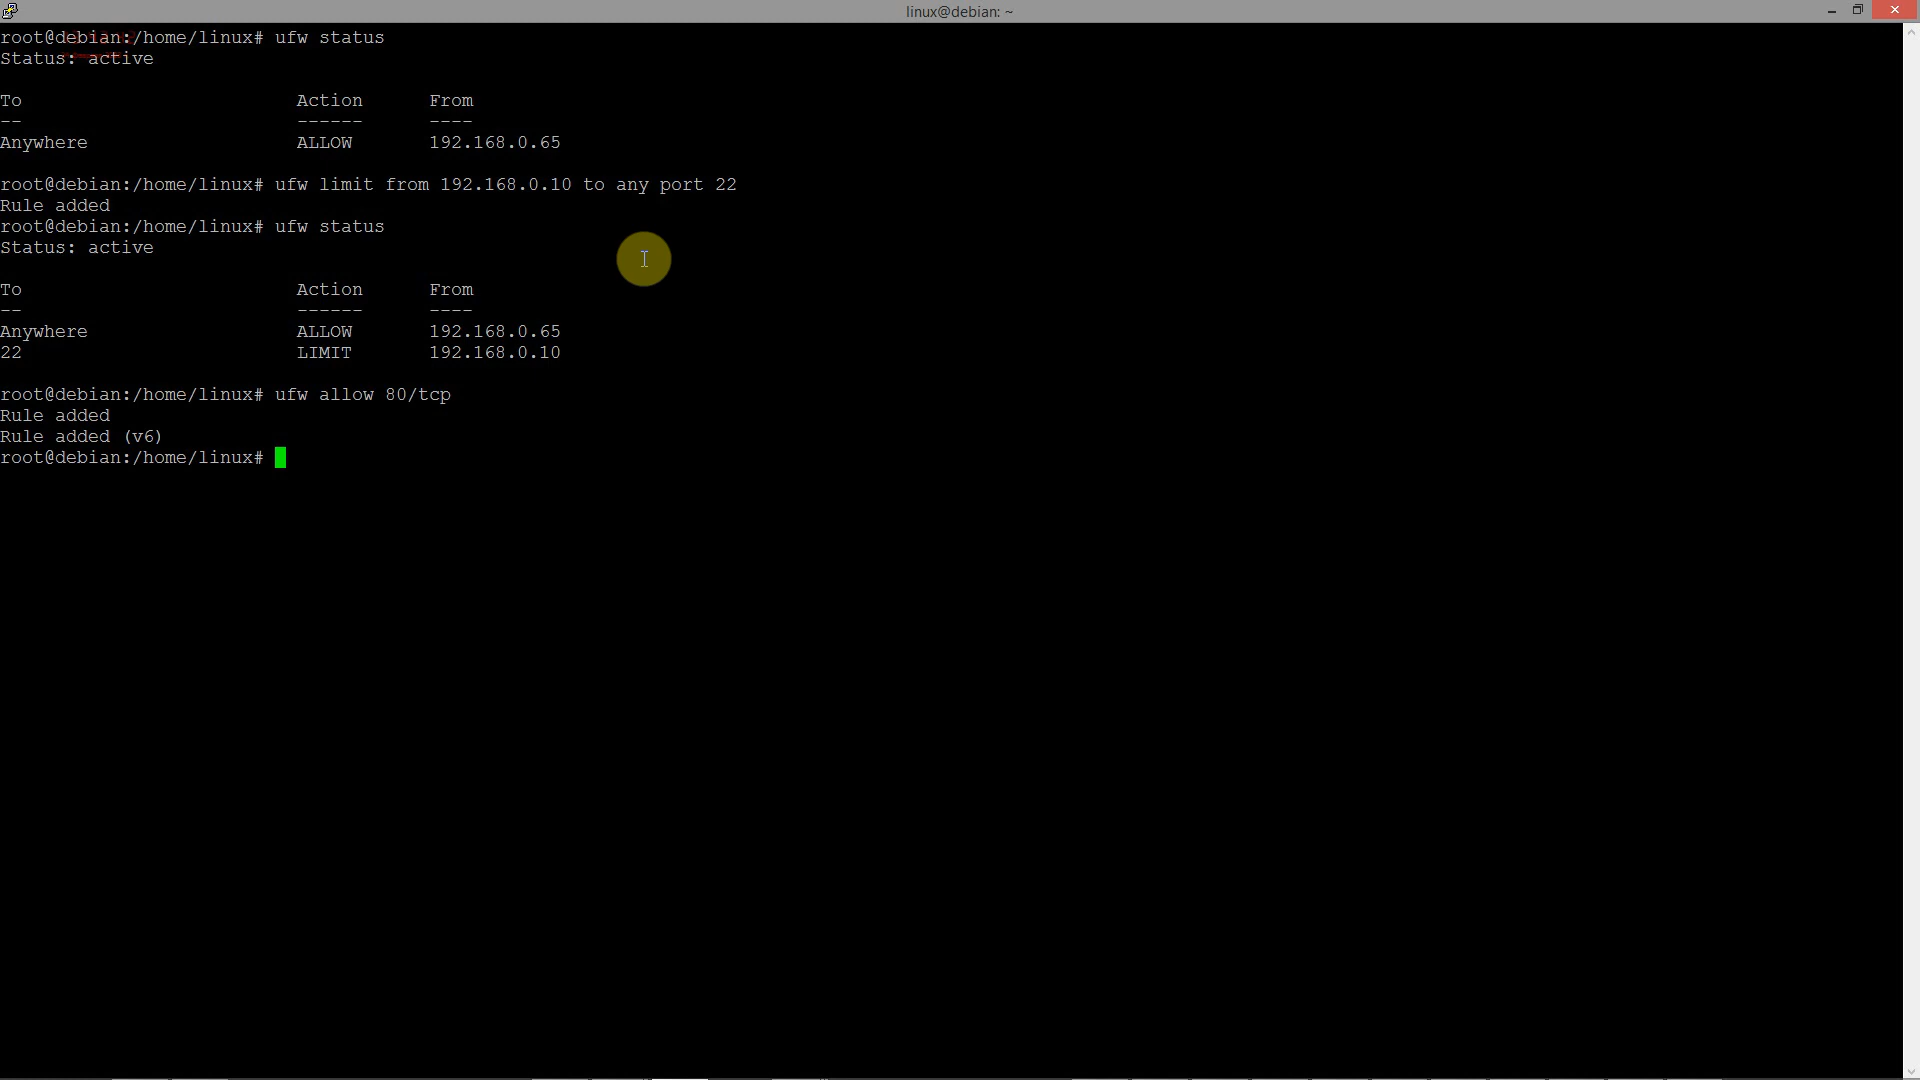 linux@debian: ~
root@debian:/home/linux# ufw status
Status: active
To                         Action      From
--                         ------      ----
Anywhere                   ALLOW       192.168.0.65
root@debian:/home/linux# ufw limit from 192.168.0.10 to any port 22
Rule added
root@debian:/home/linux# ufw status
Status: active
To                         Action      From
--                         ------      ----
Anywhere                   ALLOW       192.168.0.65
22                         LIMIT       192.168.0.10
root@debian:/home/linux# ufw allow 80/tcp
Rule added
Rule added (v6)
root@debian:/home/linux#